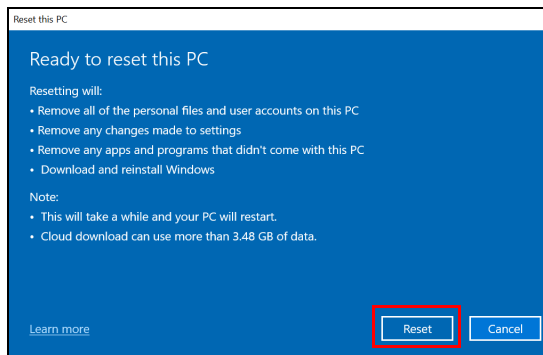 Reset this PC
Ready to reset this PC
Resetting will:
• Remove all of the personal files and user accounts on this PC
• Remove any changes made to settings
• Remove any apps and programs that didn't come with this PC
• Download and reinstall Windows
Note:
• This will take a while and your PC will restart.
• Cloud download can use more than 3.48 GB of data.
Learn more
Reset
Cancel